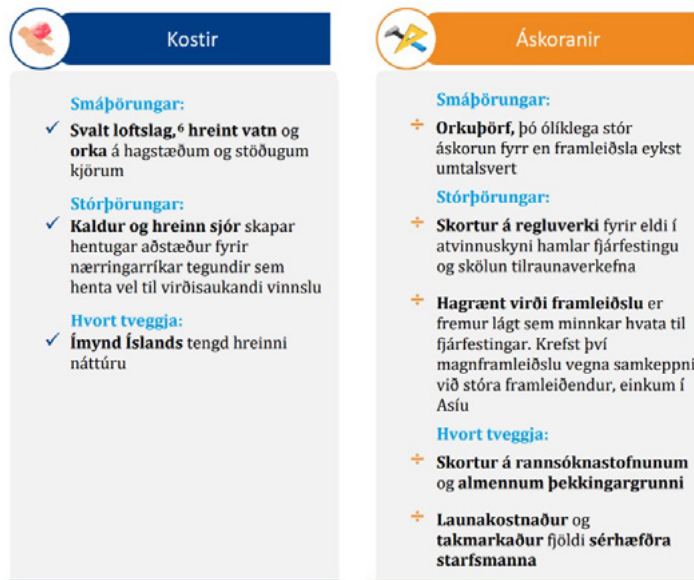 Kostir
Smáþörungar:
✓ Svalt loftslag,⁶ hreint vatn og
orka á hagstæðum og stöðugum
kjörum
Stórþörungar:
✓ Kaldur og hreinn sjór skapar
hentugar aðstæður fyrir
nærringarríkar tegundir sem
henta vel til virðisaukandi vinnslu
Hvort tveggja:
✓ Ímynd Íslands tengd hreinni
náttúru
Áskoranir
Smáþörungar:
÷ Orkuþörf, þó ólíklega stór
áskorun fyrr en framleiðsla eykst
umtalsvert
Stórþörungar:
÷ Skortur á regluverki fyrir eldi í
atvinnuskyni hamlar fjárfestingu
og skölun tilraunaverkefna
÷ Hagrænt virði framleiðslu er
fremur lágt sem minnkar hvata til
fjárfestingar. Krefst því
magnframleiðslu vegna samkeppni
við stóra framleiðendur, einkum í
Asíu
Hvort tveggja:
÷ Skortur á rannsóknastofnunum
og almennum þekkingargrunni
÷ Launakostnaður og
takmarkaður fjöldi sérhæfðra
starfsmanna